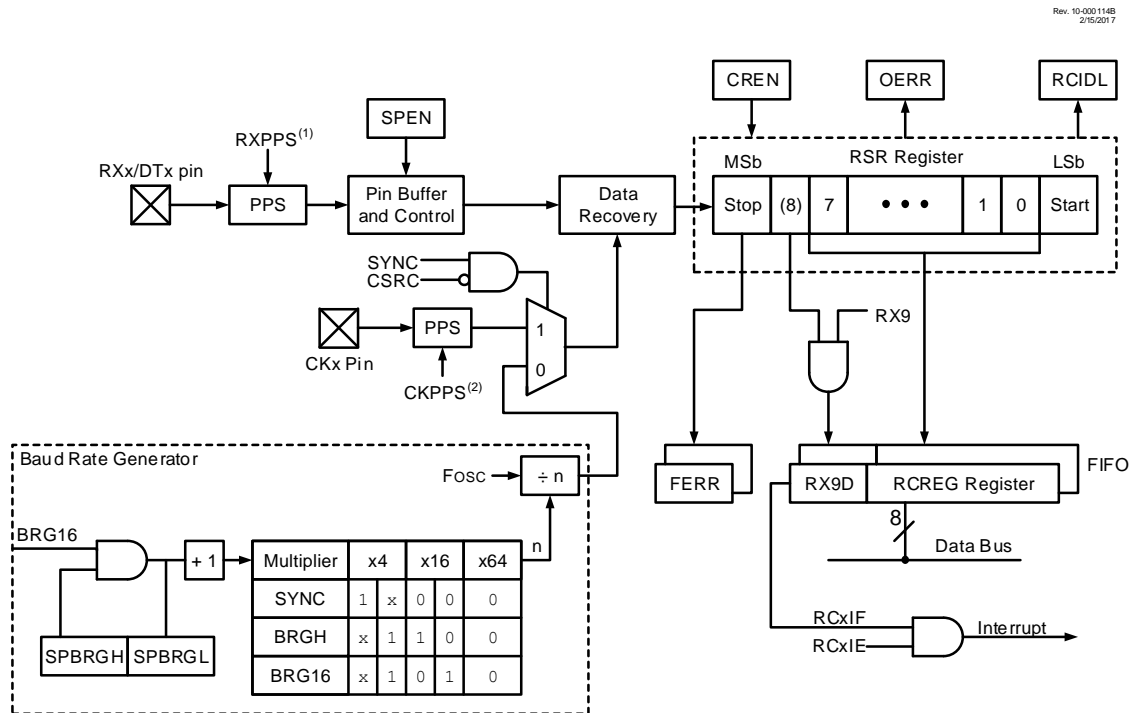 Rev. 10-000114B
2/15/2017
CREN
OERR
RCIDL
SPEN
RXPPS(1)
RXx/DTx pin
MSb
RSR Register
LSb
PPS
Pin Buffer
and Control
Data
Recovery
Stop
(8)
7
• • •
1
0
Start
SYNC
CSRC
PPS
1
0
RX9
CKx Pin
CKPPS(2)
Baud Rate Generator
FOSC
÷ n
FERR
RX9D
RCREG Register
FIFO
8
Data Bus
BRG16
+ 1
n
Multiplier x4 x16 x64
SYNC 1 x 0 0 0
BRGH x 1 1 0 0
BRG16 x 1 0 1 0
SPBRGH
SPBRGL
RCxIF
RCxIE
Interrupt